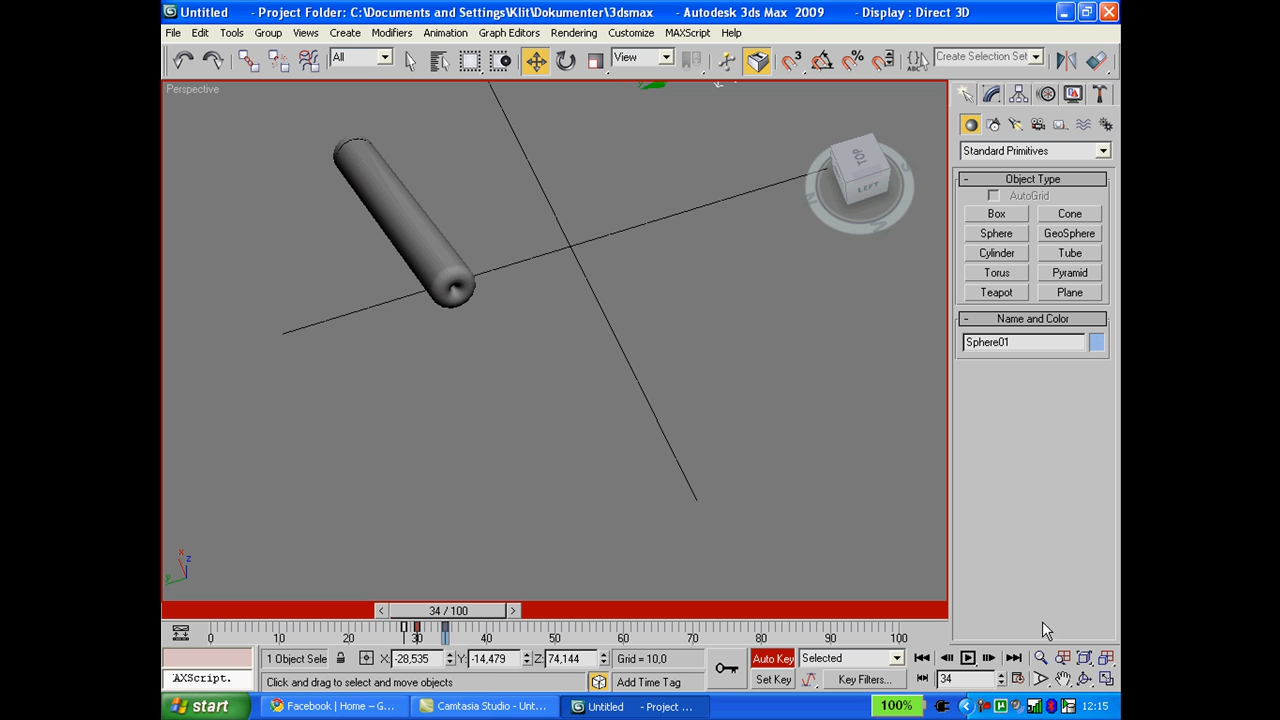 Untitled - Project Folder: C:\Documents and Settings\Klit\Dokumenter\3dsmax - Autodesk 3ds Max 2009 - Display : Direct 3D
File Edit Tools Group Views Create Modifiers Animation Graph Editors Rendering Customize MAXScript Help
All View 3 ABC Create Selection Set
Perspective
TOP
LEFT
Standard Primitives
- Object Type
AutoGrid
Box Cone
Sphere GeoSphere
Cylinder Tube
Torus Pyramid
Teapot Plane
- Name and Color
Sphere01
x z
y
< 34 / 100 >
0 10 20 30 40 50 60 70 80 90 100
1 Object Sele X: -28,535 Y: -14,479 Z: 74,144 Grid = 10,0 Auto Key Selected
AXScript. Click and drag to select and move objects Add Time Tag Set Key Key Filters... 34
start Facebook | Home – G... Camtasia Studio - Unt... Untitled - Project ... 100% 12:15